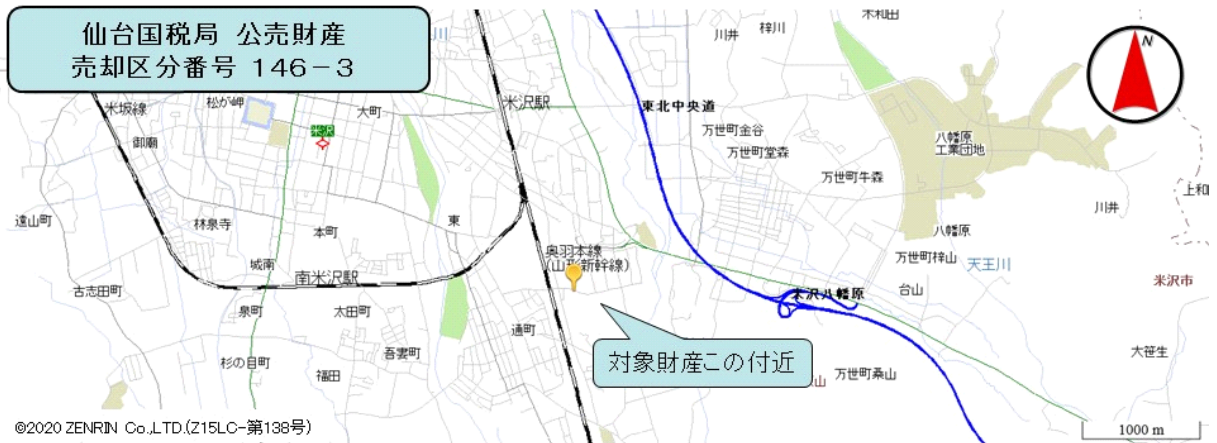 仙台国税局 公売財産
売却区分番号 146-3
N
木和田
梓川
川井
川
米坂線
松が岬
大町
米沢駅
東北中央道
米沢
御廟
万世町金谷
万世町堂森
八幡原
工業団地
万世町牛森
上和
川井
遠山町
林泉寺
本町
東
八幡原
奥羽本線
(山形新幹線)
万世町梓山
天王川
城南
南米沢駅
米沢八幡原
台山
米沢市
古志田町
泉町
太田町
通町
吾妻町
対象財産この付近
大笹生
杉の目町
福田
山
万世町桑山
©2020 ZENRIN Co.,LTD.(Z15LC-第138号)
1000 m